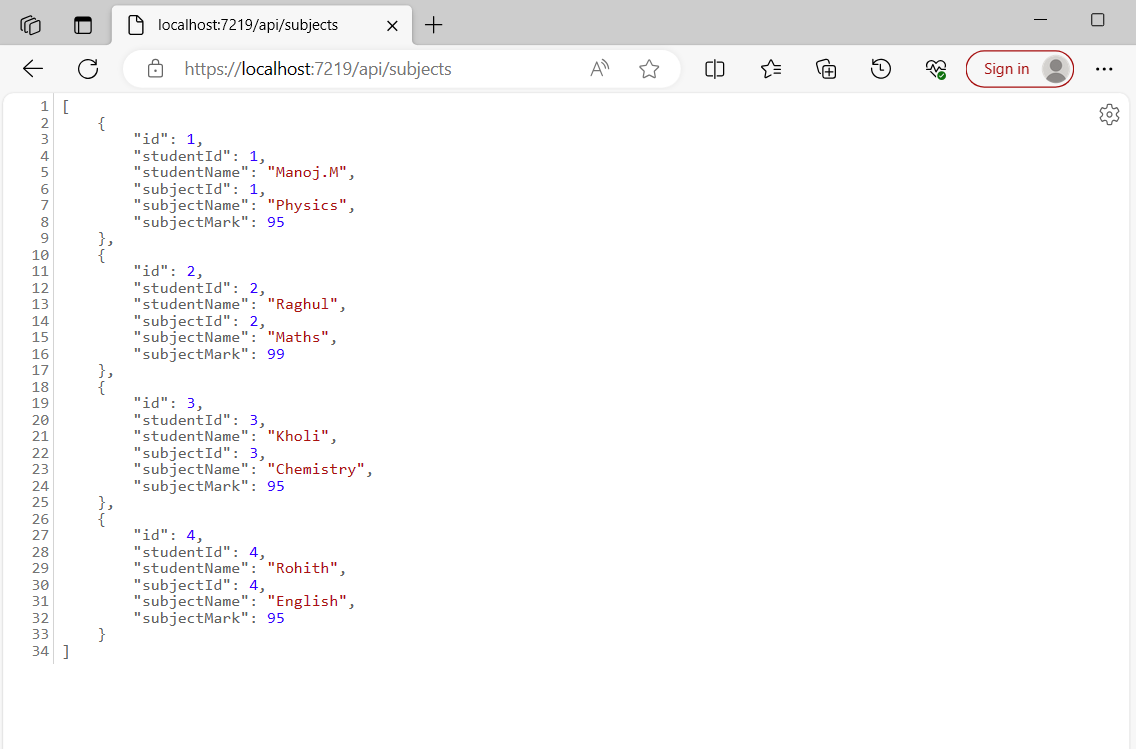 localhost:7219/api/subjects
https://localhost:7219/api/subjects
Sign in
1 [
2     {
3         "id": 1,
4         "studentId": 1,
5         "studentName": "Manoj.M",
6         "subjectId": 1,
7         "subjectName": "Physics",
8         "subjectMark": 95
9     },
10     {
11         "id": 2,
12         "studentId": 2,
13         "studentName": "Raghul",
14         "subjectId": 2,
15         "subjectName": "Maths",
16         "subjectMark": 99
17     },
18     {
19         "id": 3,
20         "studentId": 3,
21         "studentName": "Kholi",
22         "subjectId": 3,
23         "subjectName": "Chemistry",
24         "subjectMark": 95
25     },
26     {
27         "id": 4,
28         "studentId": 4,
29         "studentName": "Rohith",
30         "subjectId": 4,
31         "subjectName": "English",
32         "subjectMark": 95
33     }
34 ]